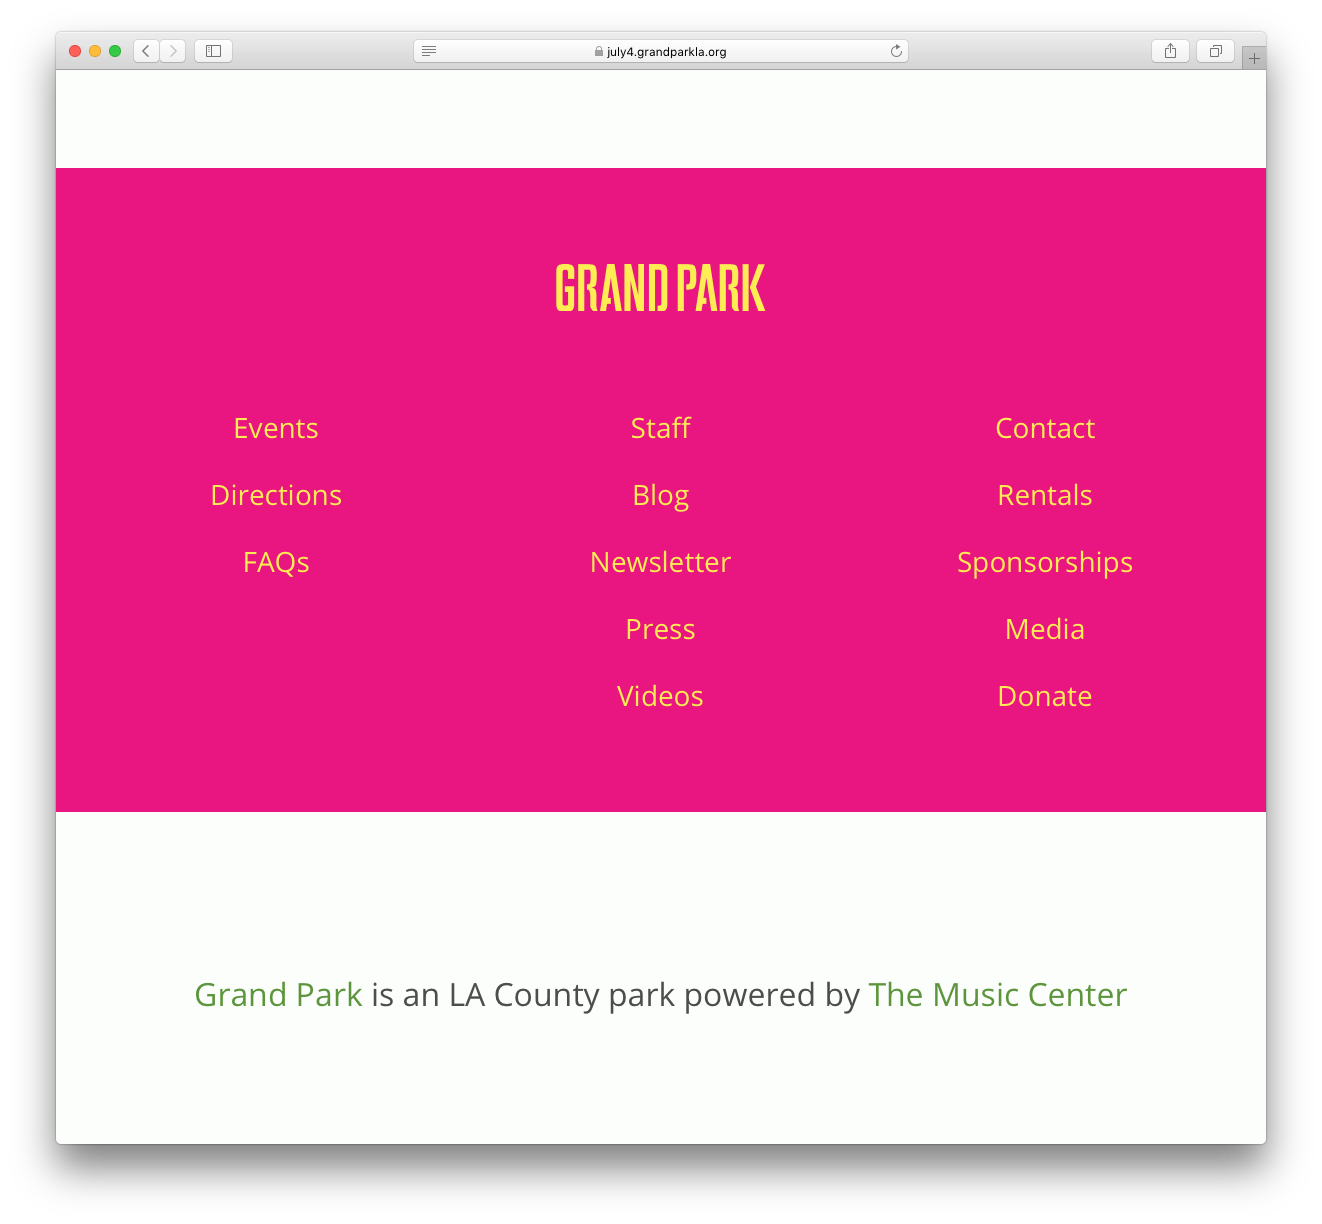 july4.grandparkla.org
GRAND PARK
Events
Directions
FAQs
Staff
Blog
Newsletter
Press
Videos
Contact
Rentals
Sponsorships
Media
Donate
Grand Park is an LA County park powered by The Music Center